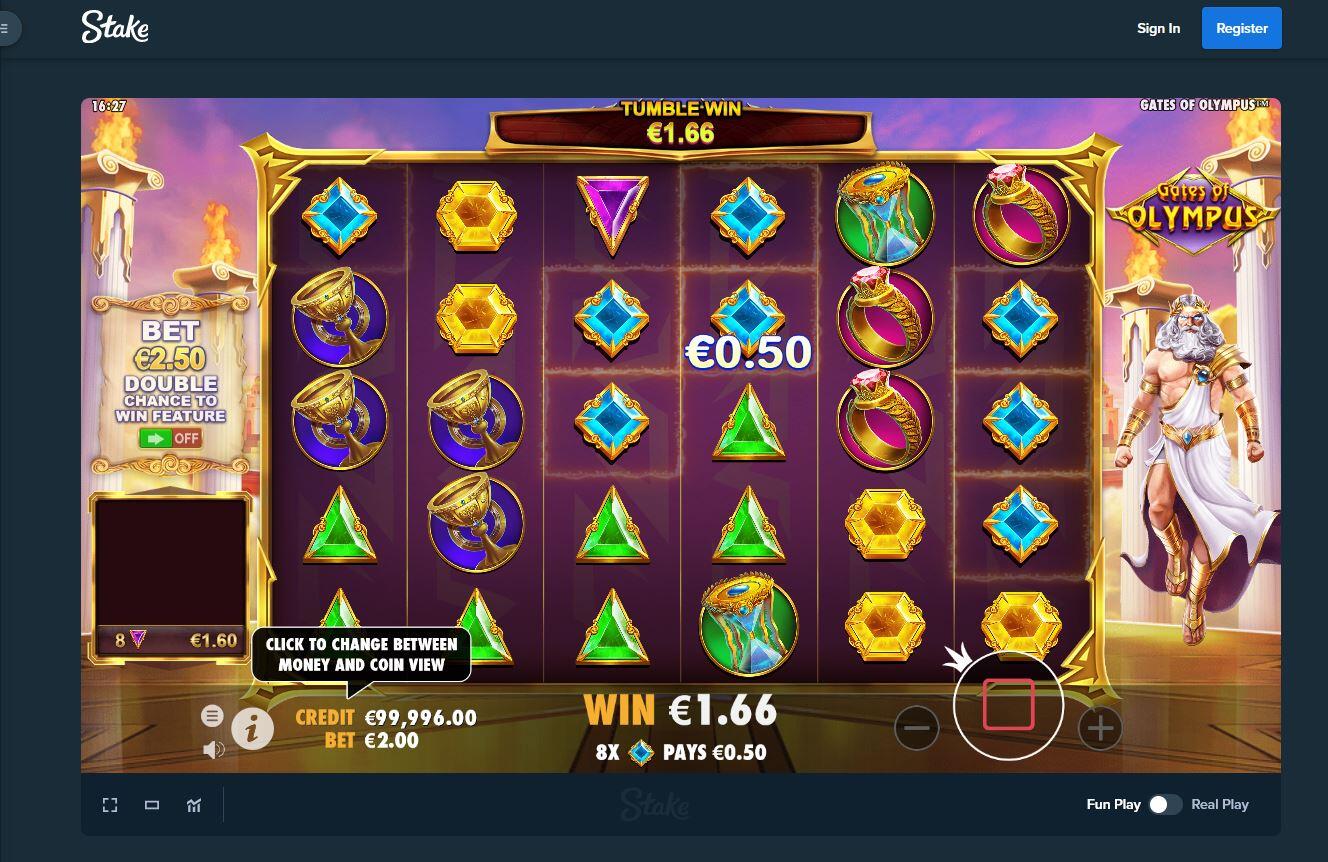 Stake
Sign In
Register
16:27
TUMBLE WIN
€1.66
GATES OF OLYMPUS™
Gates of
OLYMPUS
BET
€2.50
DOUBLE
CHANCE TO
WIN FEATURE
OFF
€0.50
8 €1.60
CLICK TO CHANGE BETWEEN
MONEY AND COIN VIEW
CREDIT €99,996.00
BET €2.00
WIN €1.66
8X PAYS €0.50
Stake
Fun Play Real Play